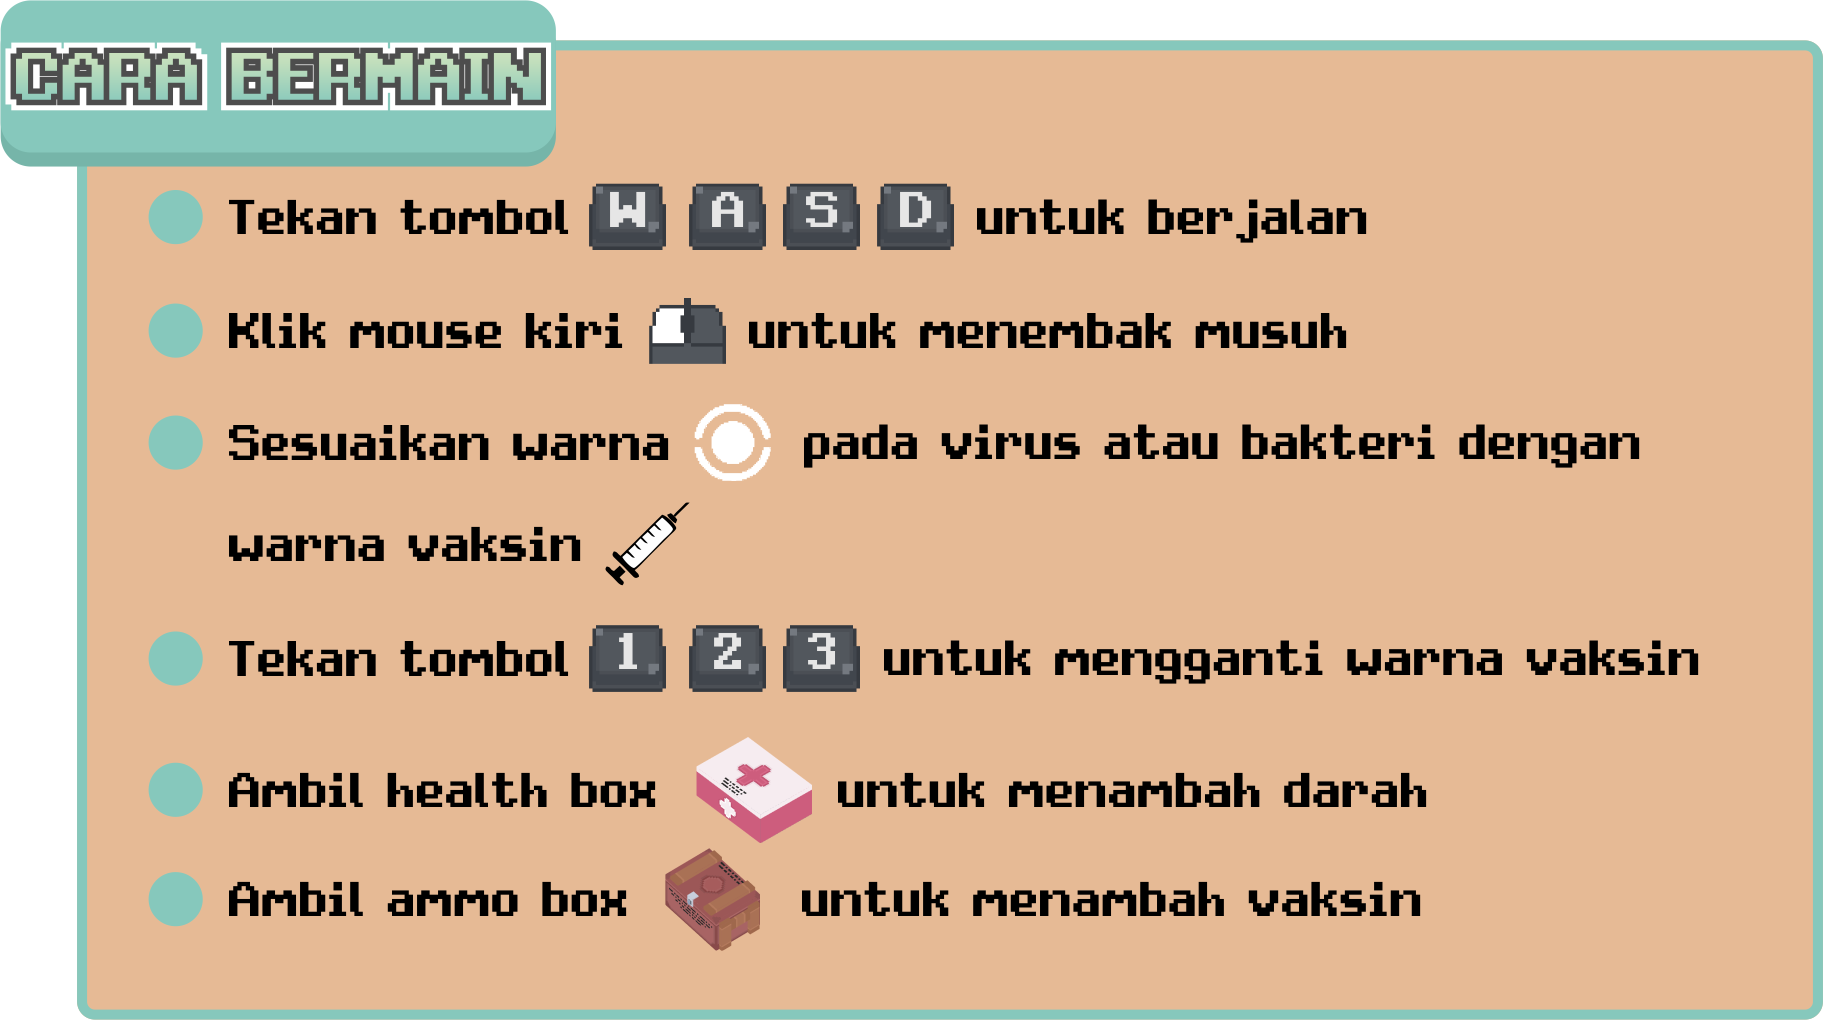 CARA BERMAIN
Tekan tombol W A S D untuk berjalan
Klik mouse kiri untuk menembak musuh
Sesuaikan warna pada virus atau bakteri dengan
warna vaksin
Tekan tombol 1 2 3 untuk mengganti warna vaksin
Ambil health box untuk menambah darah
Ambil ammo box untuk menambah vaksin